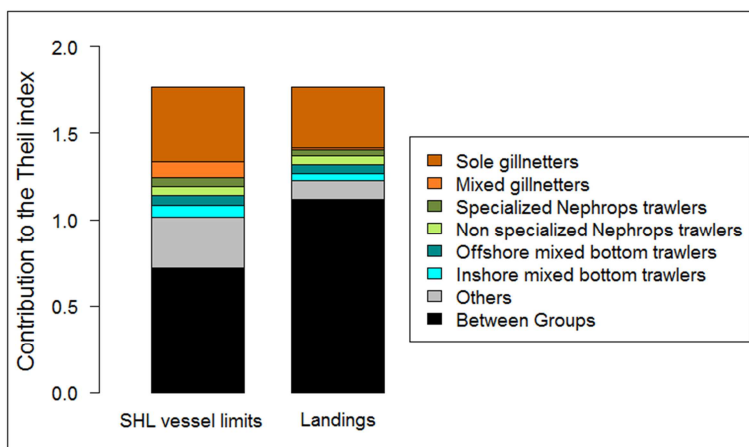 Contribution to the Theil index
2.0
1.5
1.0
0.5
0.0
SHL vessel limits
Landings
Sole gillnetters
Mixed gillnetters
Specialized Nephrops trawlers
Non specialized Nephrops trawlers
Offshore mixed bottom trawlers
Inshore mixed bottom trawlers
Others
Between Groups